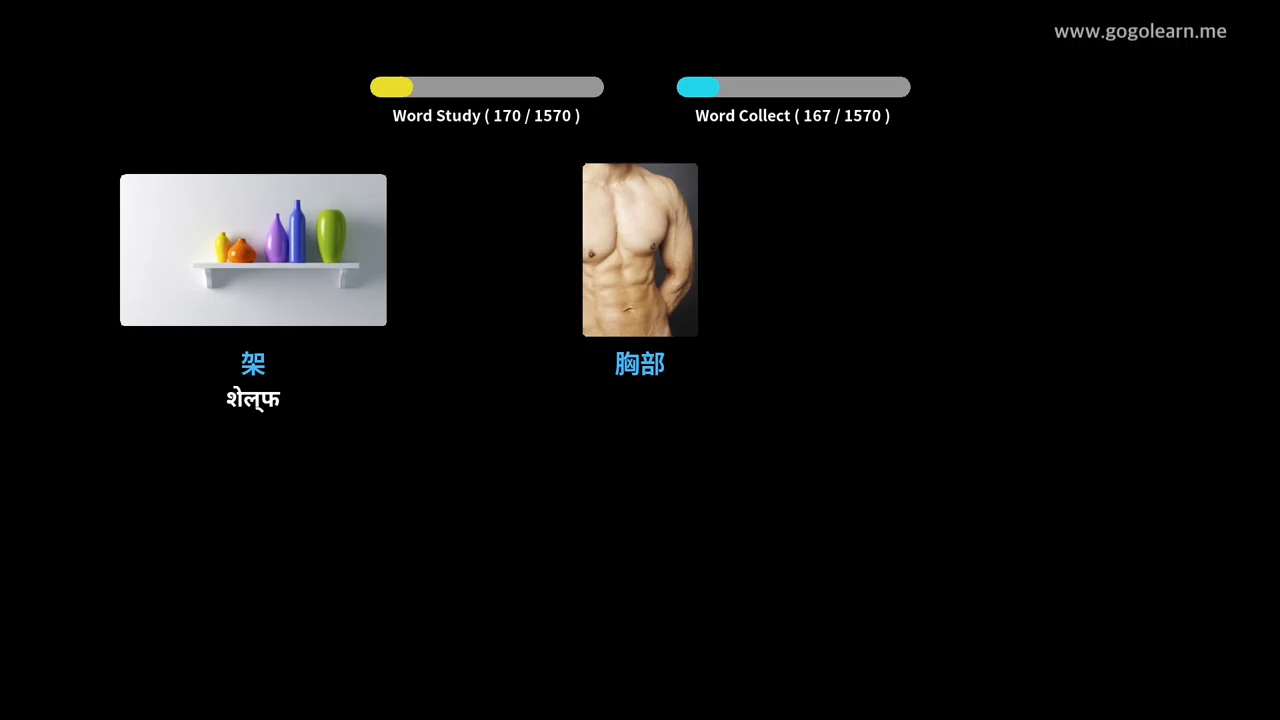 www.gogolearn.me
Word Study ( 170 / 1570 )
Word Collect ( 167 / 1570 )
架
शेल्फ
胸部